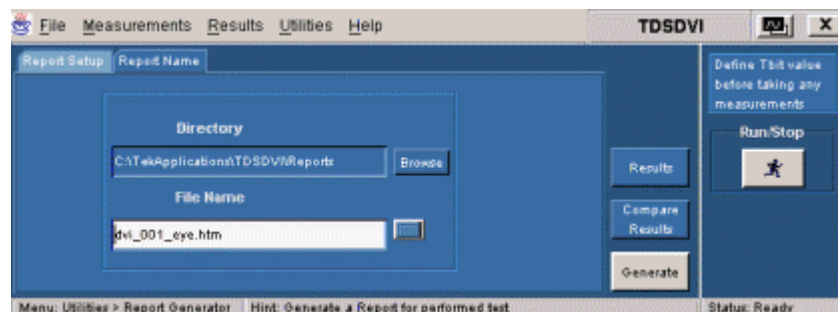 File Measurements Results Utilities Help TDSDVI X
Report Setup Report Name
Define Tbit value
before taking any
measurements
Directory
Run/Stop
C:\TekApplications\TDSDVI\Reports Browse
Results
File Name
Compare
Results
dvi_001_eye.htm
Generate
Menu: Utilities > Report Generator Hint: Generate a Report for performed test Status: Ready